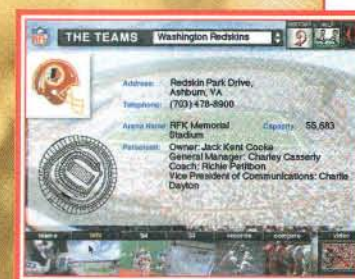 THE TEAMS Washington Redskins
Address: Redskin Park Drive,
Ashburn, VA
Telephone: (703) 478-8900
Arena Name: RFK Memorial Capacity: 55,683
Stadium
Personnel: Owner: Jack Kent Cooke
General Manager: Charley Casserly
Coach: Richie Petitbon
Vice President of Communications: Charlie
Dayton
records
video